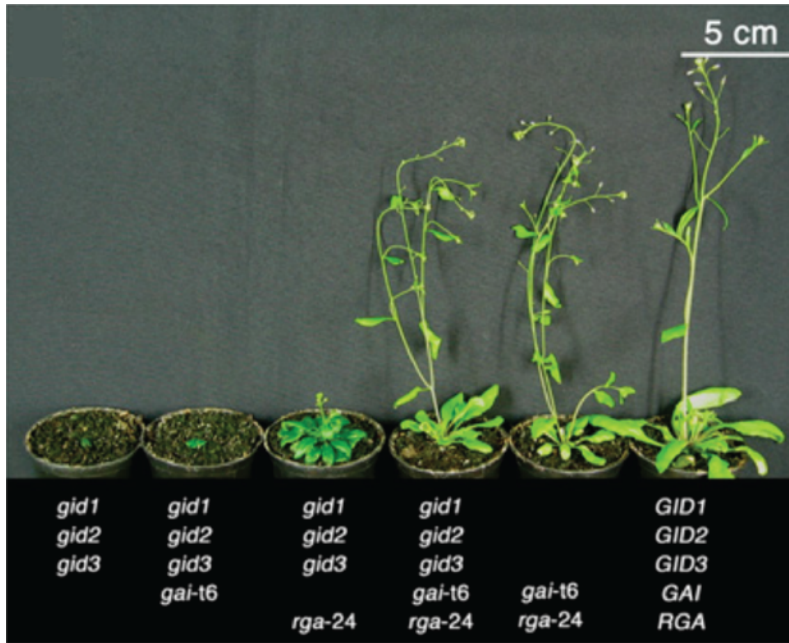 5 cm
gid1 gid1 gid1 gid1 GID1
gid2 gid2 gid2 gid2 GID2
gid3 gid3 gid3 gid3 GID3
gai-t6 gai-t6 gai-t6 GAI
rga-24 rga-24 rga-24 RGA